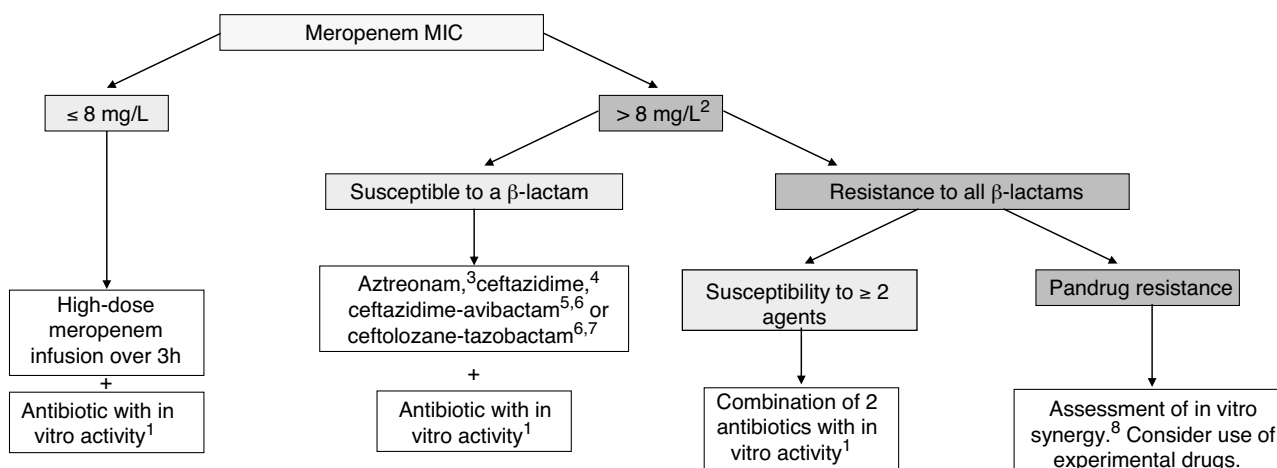 Meropenem MIC
≤ 8 mg/L
> 8 mg/L²
Susceptible to a β-lactam
Resistance to all β-lactams
High-dose
meropenem
infusion over 3h
+
Antibiotic with in
vitro activity¹
Aztreonam,³ceftazidime,⁴
ceftazidime-avibactam⁵,⁶ or
ceftolozane-tazobactam⁶,⁷
+
Antibiotic with in
vitro activity¹
Susceptibility to ≥ 2
agents
Combination of 2
antibiotics with in
vitro activity¹
Pandrug resistance
Assessment of in vitro
synergy.⁸ Consider use of
experimental drugs.